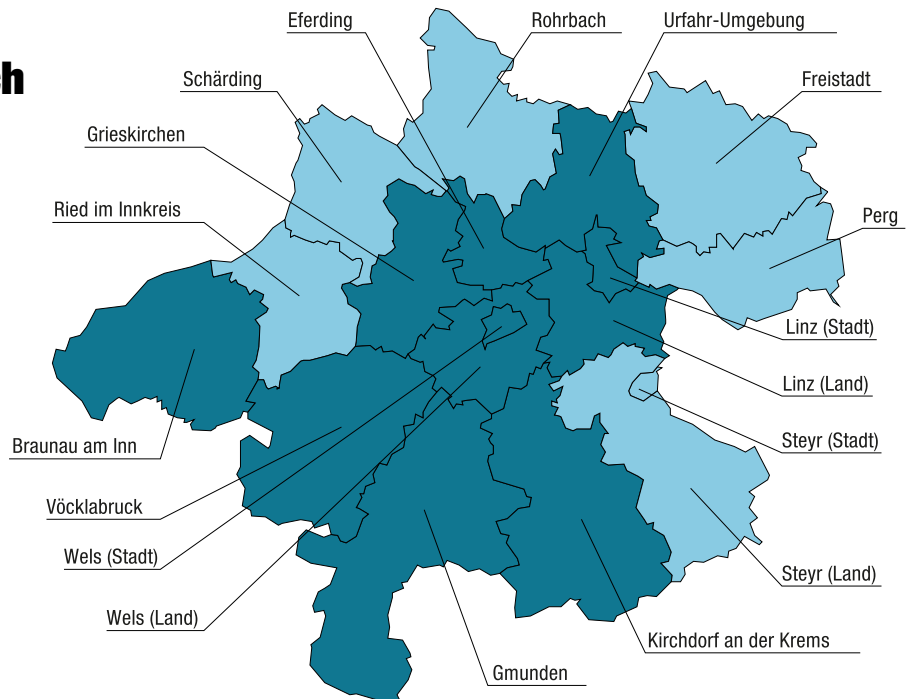 ch
Eferding
Rohrbach
Urfahr-Umgebung
Schärding
Freistadt
Grieskirchen
Ried im Innkreis
Perg
Linz (Stadt)
Linz (Land)
Braunau am Inn
Steyr (Stadt)
Vöcklabruck
Wels (Stadt)
Steyr (Land)
Wels (Land)
Kirchdorf an der Krems
Gmunden